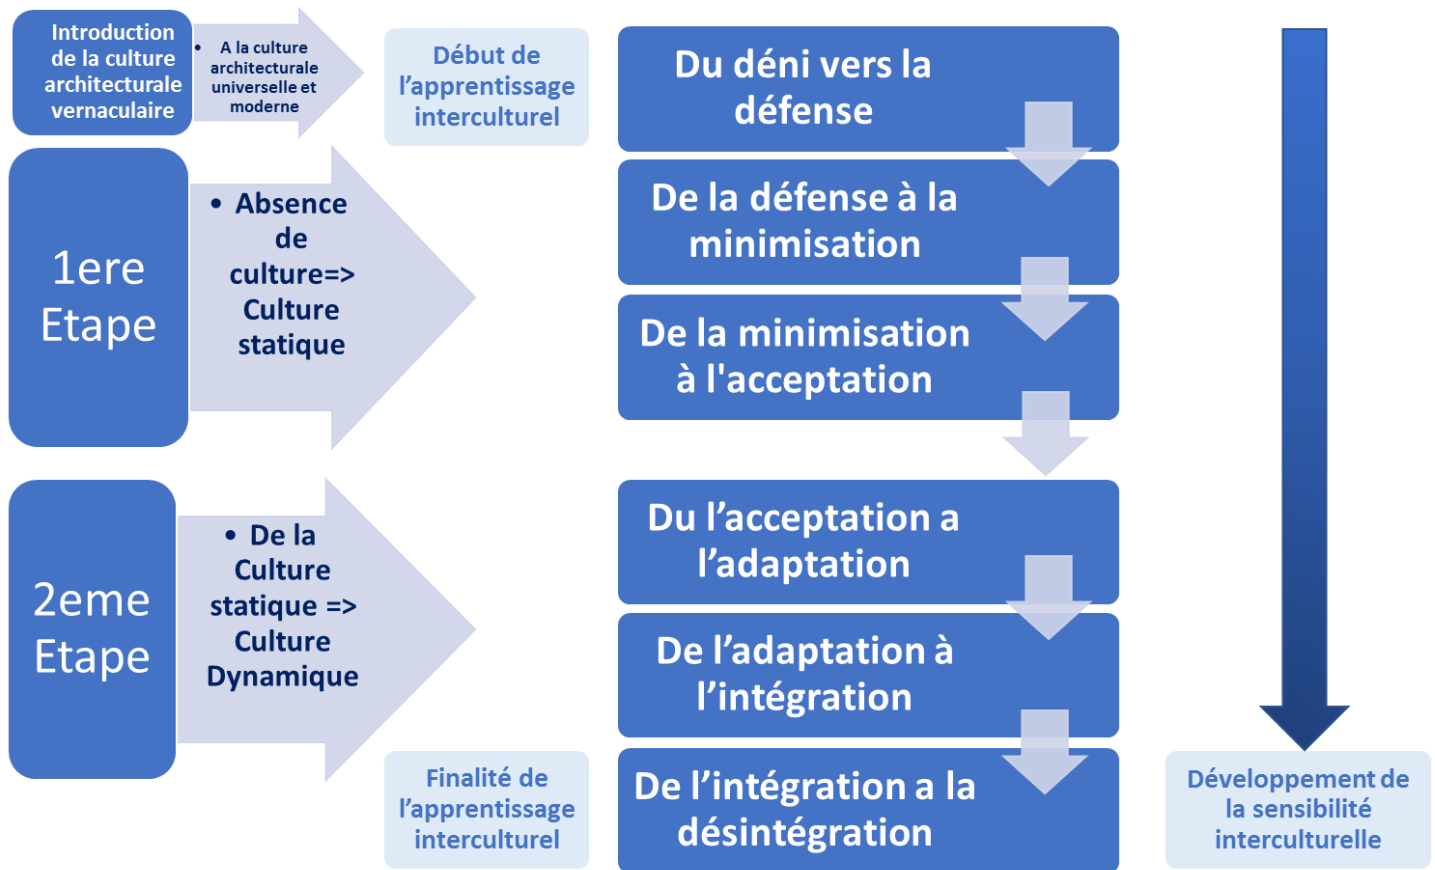 Introduction
de la culture
architecturale
vernaculaire
• A la culture
architecturale
universelle et
moderne
Début de
l’apprentissage
interculturel
Du déni vers la
défense
1ere
Etape
• Absence
de
culture=>
Culture
statique
De la défense à la
minimisation
De la minimisation
à l'acceptation
2eme
Etape
• De la
Culture
statique =>
Culture
Dynamique
Du l’acceptation a
l’adaptation
De l’adaptation à
l’intégration
Finalité de
l’apprentissage
interculturel
De l’intégration a la
désintégration
Développement de
la sensibilité
interculturelle